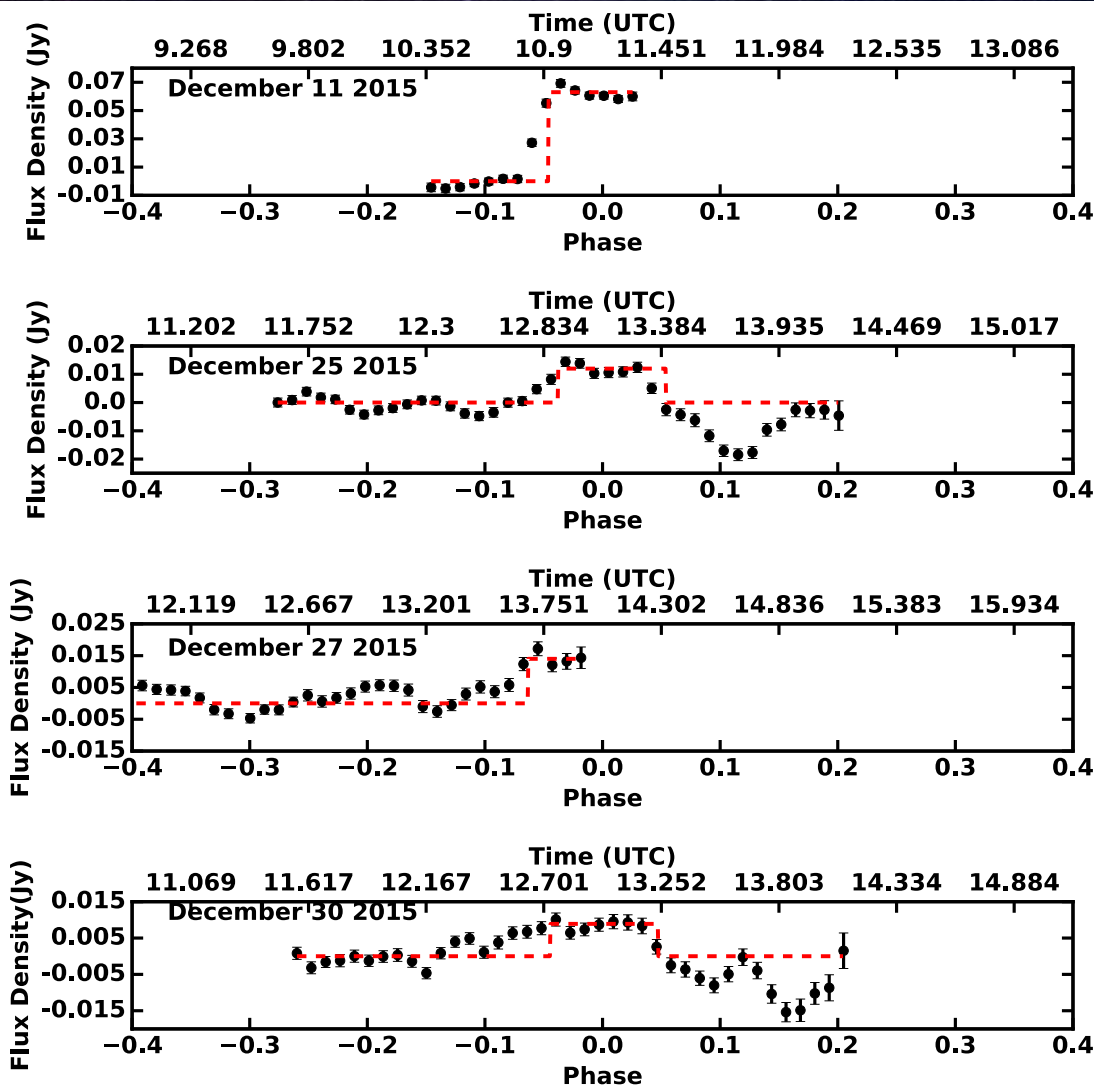 Time (UTC)
9.268 9.802 10.352 10.9 11.451 11.984 12.535 13.086
December 11 2015
Flux Density (Jy)
0.07
0.05
0.03
0.01
-0.01
−0.4 −0.3 −0.2 −0.1 0.0 0.1 0.2 0.3 0.4
Phase
Time (UTC)
11.202 11.752 12.3 12.834 13.384 13.935 14.469 15.017
December 25 2015
Flux Density (Jy)
0.02
0.01
0.0
-0.01
-0.02
−0.4 −0.3 −0.2 −0.1 0.0 0.1 0.2 0.3 0.4
Phase
Time (UTC)
12.119 12.667 13.201 13.751 14.302 14.836 15.383 15.934
December 27 2015
Flux Density (Jy)
0.025
0.015
0.005
-0.005
-0.015
−0.4 −0.3 −0.2 −0.1 0.0 0.1 0.2 0.3 0.4
Phase
Time (UTC)
11.069 11.617 12.167 12.701 13.252 13.803 14.334 14.884
December 30 2015
Flux Density(Jy)
0.015
0.005
-0.005
-0.015
−0.4 −0.3 −0.2 −0.1 0.0 0.1 0.2 0.3 0.4
Phase